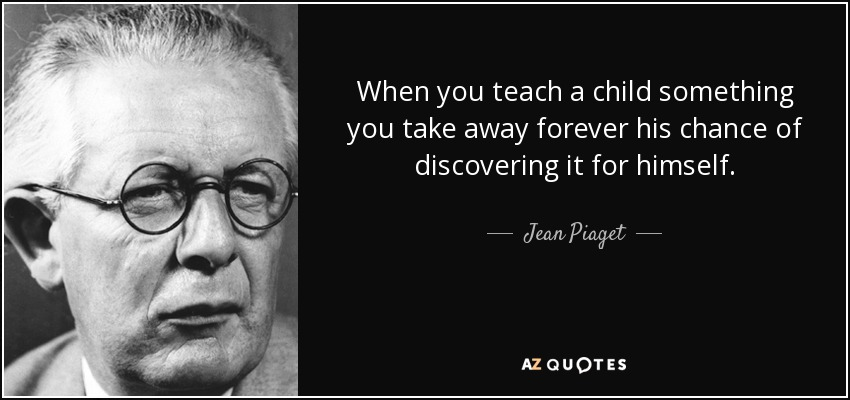 When you teach a child something
you take away forever his chance of
discovering it for himself.
Jean Piaget
AZ QUOTES